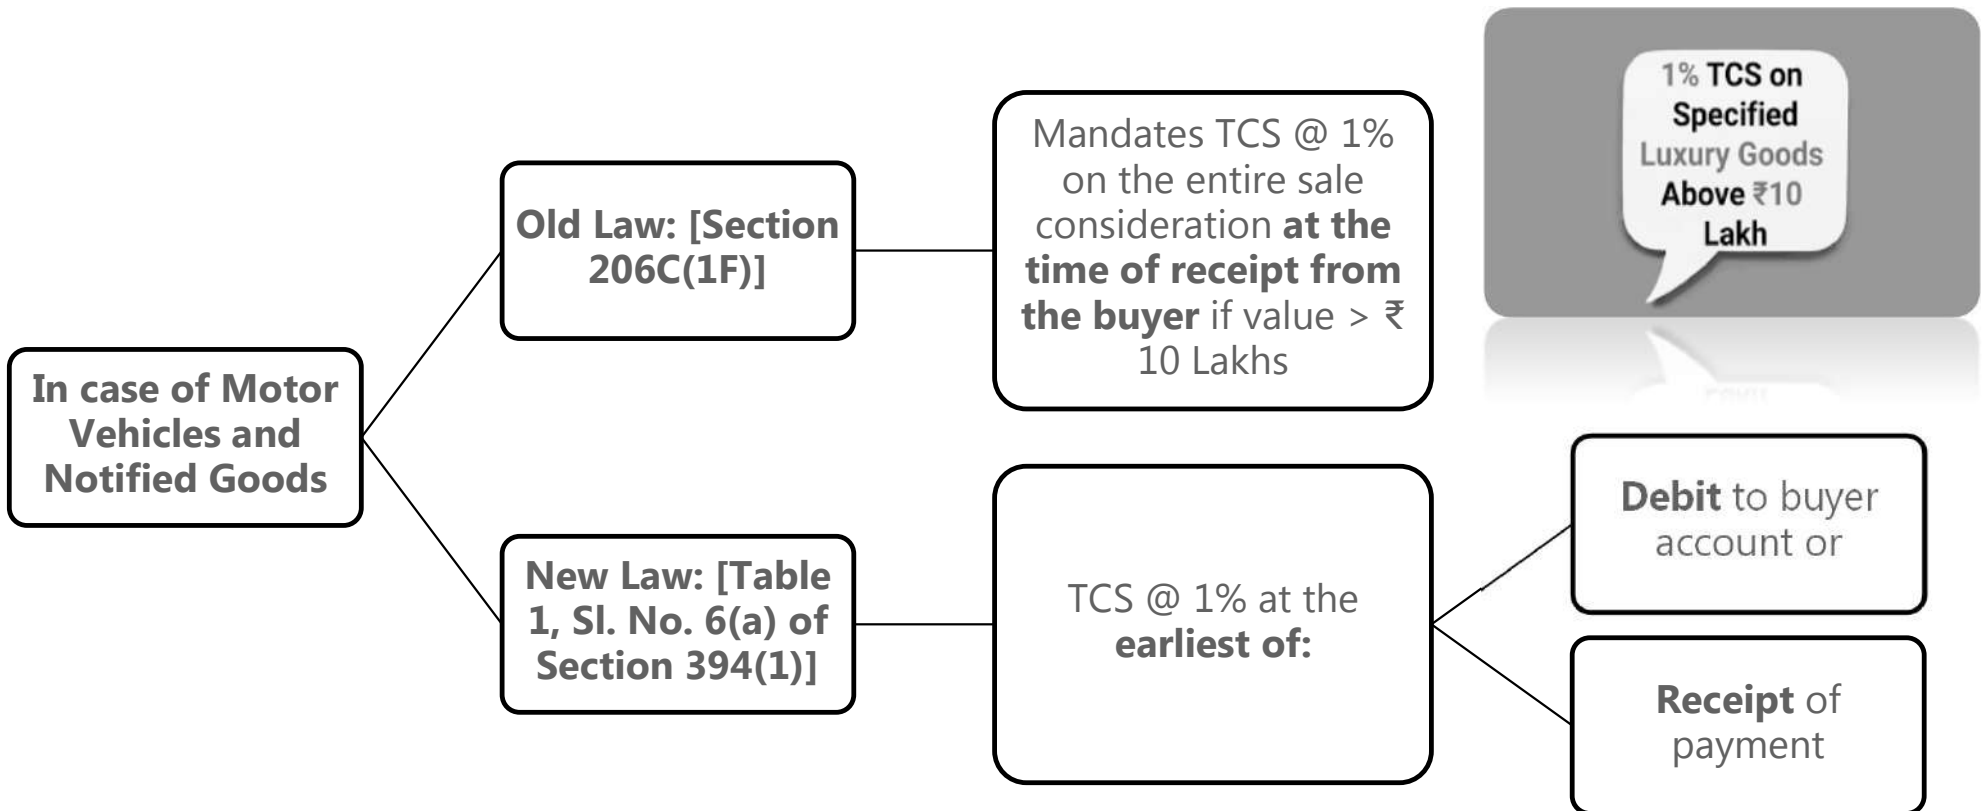 In case of Motor
Vehicles and
Notified Goods
Old Law: [Section
206C(1F)]
Mandates TCS @ 1%
on the entire sale
consideration at the
time of receipt from
the buyer if value > ₹
10 Lakhs
1% TCS on
Specified
Luxury Goods
Above ₹10
Lakh
New Law: [Table
1, Sl. No. 6(a) of
Section 394(1)]
TCS @ 1% at the
earliest of:
Debit to buyer
account or
Receipt of
payment